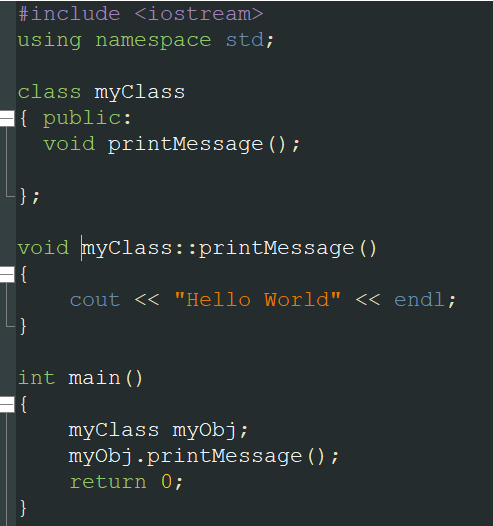 #include <iostream>
using namespace std;
class myClass
{ public:
void printMessage();
};
void myClass::printMessage()
{
cout << "Hello World" << endl;
}
int main()
{
myClass myObj;
myObj.printMessage();
return 0;
}